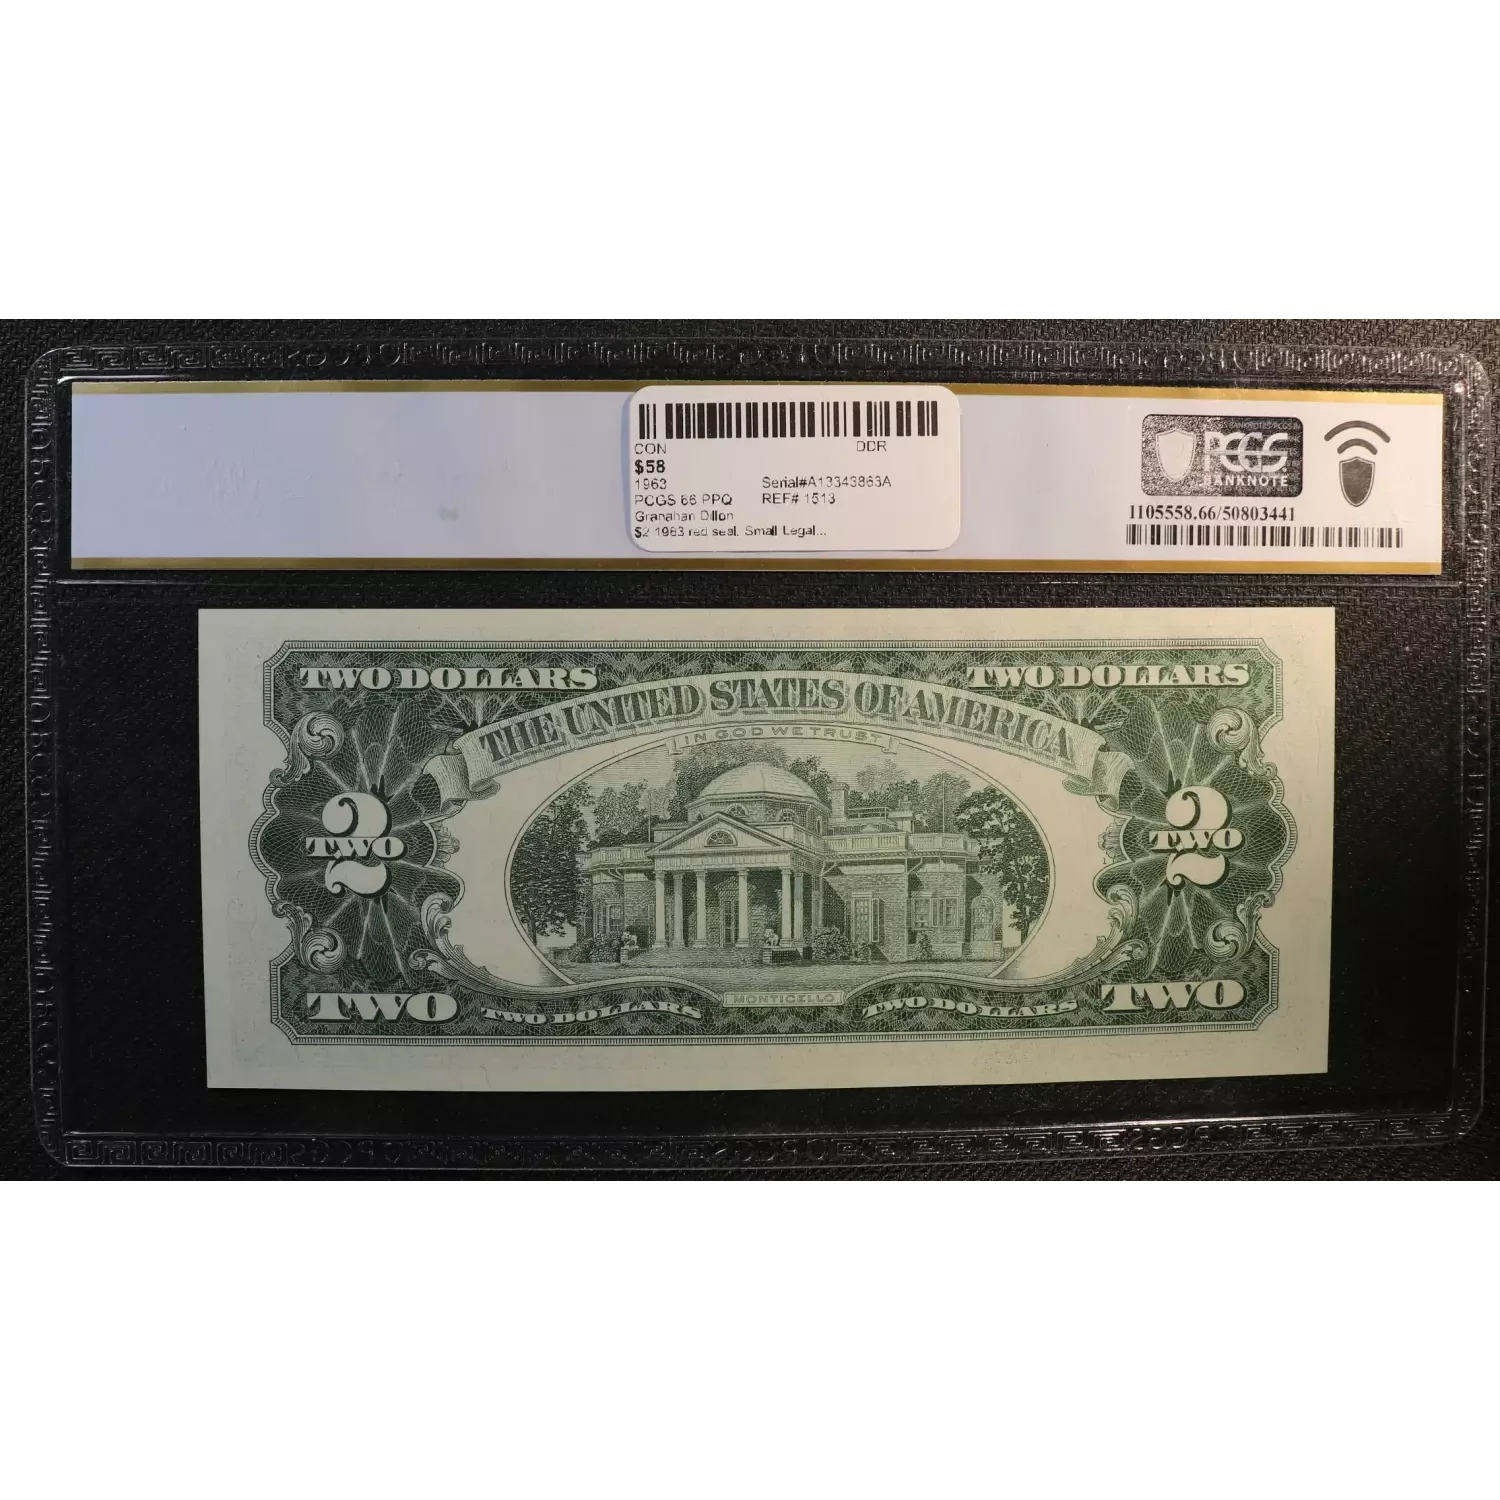 CON DDR
$58
1963 Serial#A13343863A
PCGS 66 PPQ REF# 1513
Granahan Dillon
$2 1963 red seal. Small Legal...
PCGS
BANKNOTE
1105558.66/50803441
TWO DOLLARS TWO DOLLARS
THE UNITED STATES OF AMERICA
IN GOD WE TRUST
2 2
TWO TWO
MONTICELLO
TWO TWO DOLLARS TWO DOLLARS TWO